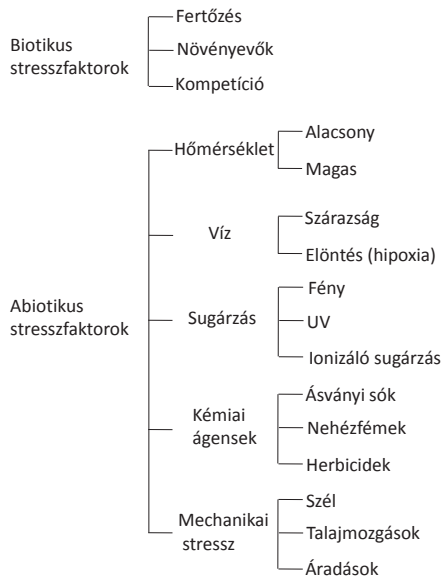 Fertőzés
Biotikus
stresszfaktorok
Növényevők
Kompetíció
Hőmérséklet
Alacsony
Magas
Víz
Szárazság
Elöntés (hipoxia)
Abiotikus
stresszfaktorok
Sugárzás
Fény
UV
Ionizáló sugárzás
Kémiai
ágensek
Ásványi sók
Nehézfémek
Herbicidek
Mechanikai
stressz
Szél
Talajmozgások
Áradások